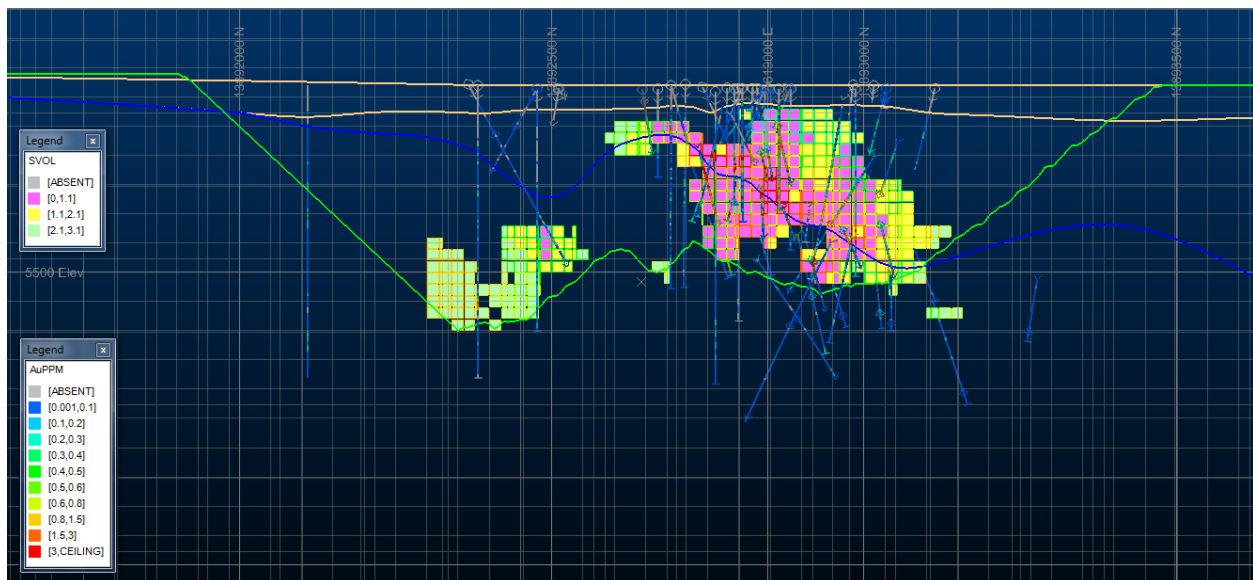 13892000 N
13893500 N
5500 Elev
Legend
x
SVOL
[ABSENT]
[0,1.1]
[1.1,2.1]
[2.1,3.1]
Legend
x
AuPPM
[ABSENT]
[0.001,0.1]
[0.1,0.2]
[0.2,0.3]
[0.3,0.4]
[0.4,0.5]
[0.5,0.6]
[0.6,0.8]
[0.8,1.5]
[1.5,3]
[3,CEILING]